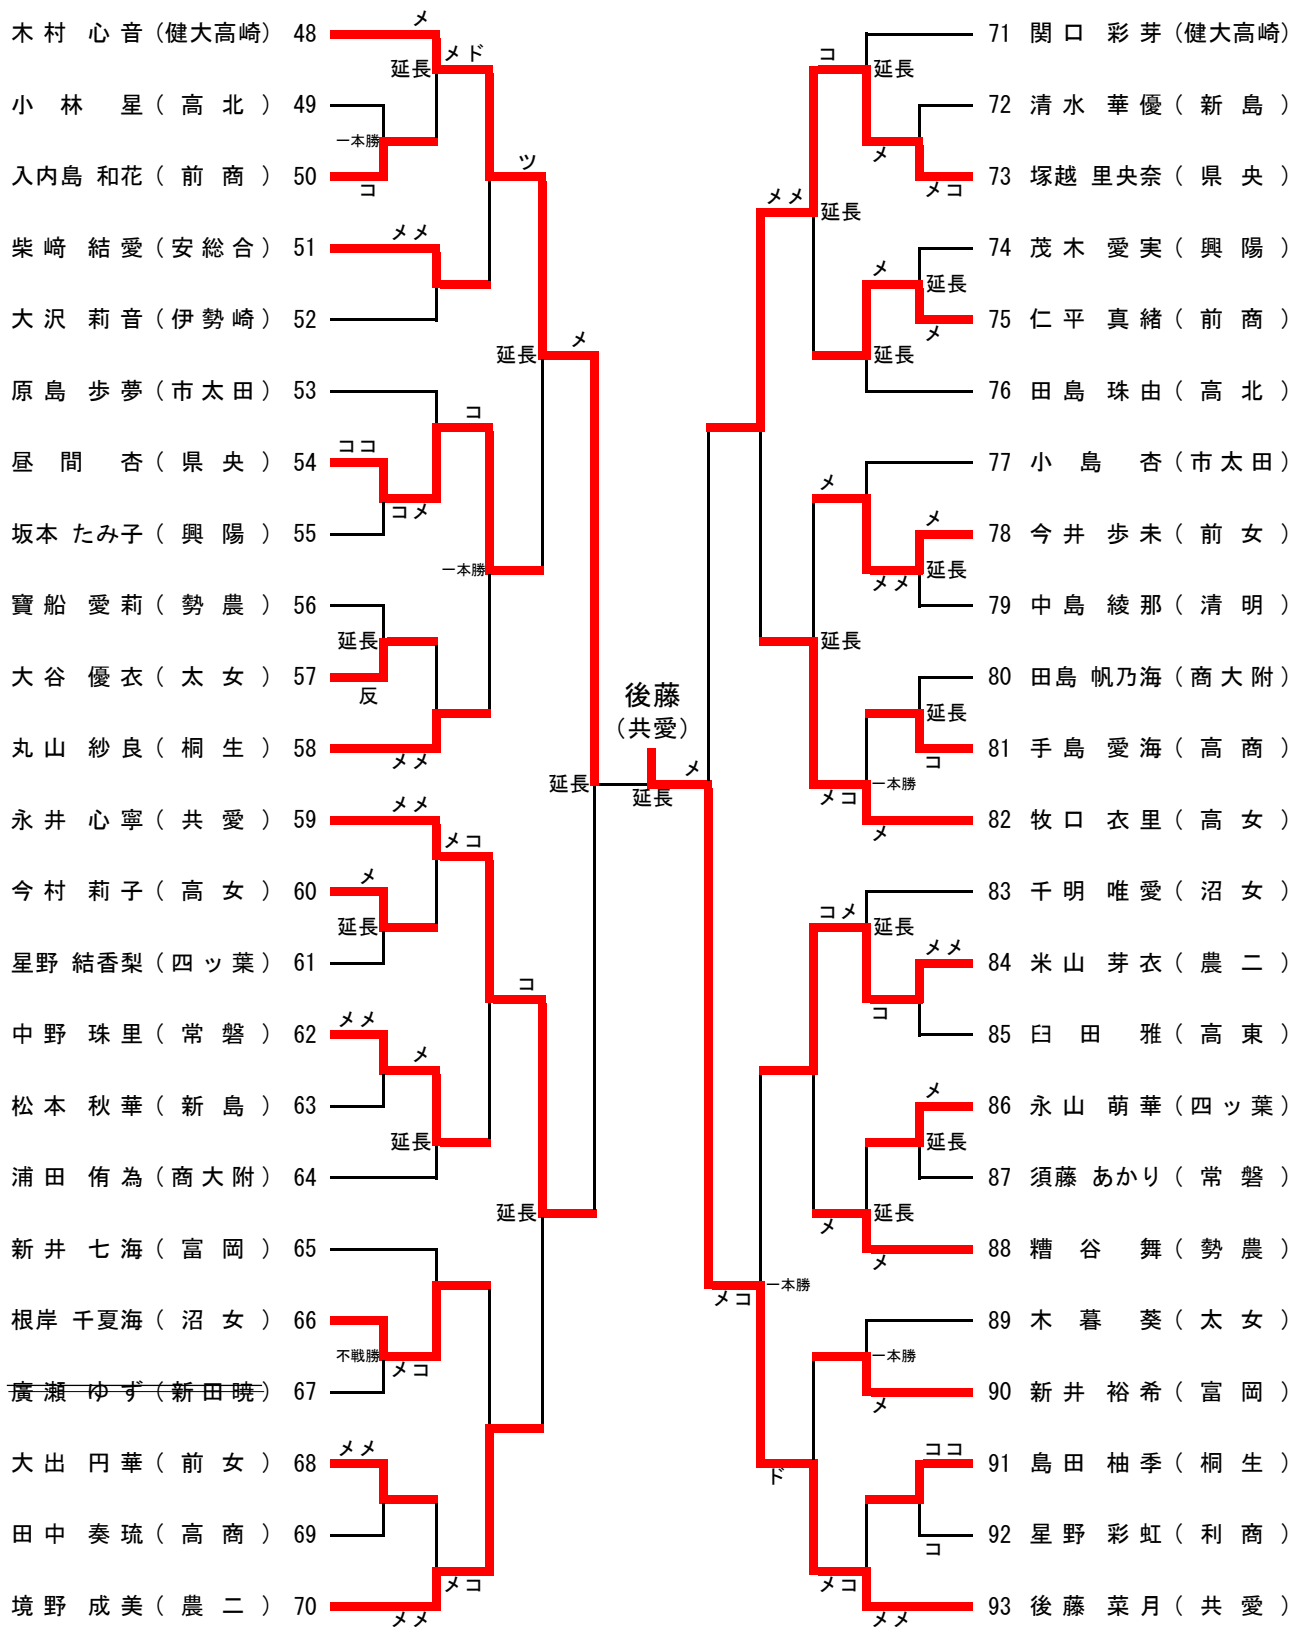 木村 心音 (健大高崎) 48
小林 星 (高北) 49
入内島 和花 (前商) 50
柴﨑 結愛 (安総合) 51
大沢 莉音 (伊勢崎) 52
原島 歩夢 (市太田) 53
昼間 杏 (県央) 54
坂本 たみ子 (興陽) 55
寶船 愛莉 (勢農) 56
大谷 優衣 (太女) 57
丸山 紗良 (桐生) 58
永井 心寧 (共愛) 59
今村 莉子 (高女) 60
星野 結香梨 (四ッ葉) 61
中野 珠里 (常磐) 62
松本 秋華 (新島) 63
浦田 侑為 (商大附) 64
新井 七海 (富岡) 65
根岸 千夏海 (沼女) 66
廣瀬 ゆず (新田暁) 67
大出 円華 (前女) 68
田中 奏琉 (高商) 69
境野 成美 (農二) 70
メ
メド
延長
一本勝
コ
ツ
メメ
メ
延長
コ
ココ
コメ
一本勝
延長
反
メメ
延長
メメ
メコ
メ
延長
コ
メメ
メ
延長
延長
不戦勝
メコ
メメ
メコ
メメ
後藤
(共愛)
メ
延長
コ
延長
メ
メコ
メメ
延長
メ
延長
メ
延長
メ
メ
延長
メメ
延長
延長
コ
メコ
一本勝
メ
コメ
延長
メメ
コ
メ
延長
メ
延長
メ
メコ
一本勝
一本勝
メ
ココ
ド
コ
メコ
メメ
71 関口 彩芽 (健大高崎)
72 清水 華優 (新島)
73 塚越 里央奈 (県央)
74 茂木 愛実 (興陽)
75 仁平 真緒 (前商)
76 田島 珠由 (高北)
77 小島 杏 (市太田)
78 今井 歩未 (前女)
79 中島 綾那 (清明)
80 田島 帆乃海 (商大附)
81 手島 愛海 (高商)
82 牧口 衣里 (高女)
83 千明 唯愛 (沼女)
84 米山 芽衣 (農二)
85 臼田 雅 (高東)
86 永山 萌華 (四ッ葉)
87 須藤 あかり (常磐)
88 糟谷 舞 (勢農)
89 木暮 葵 (太女)
90 新井 裕希 (富岡)
91 島田 柚季 (桐生)
92 星野 彩虹 (利商)
93 後藤 菜月 (共愛)